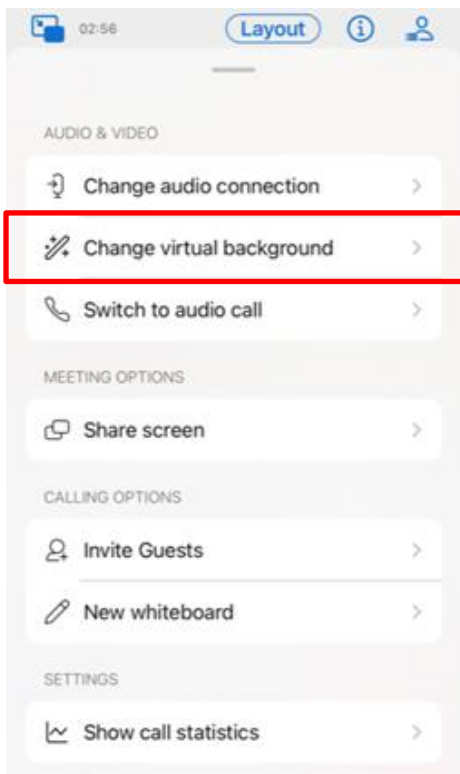 02:56
Layout
AUDIO & VIDEO
Change audio connection
Change virtual background
Switch to audio call
MEETING OPTIONS
Share screen
CALLING OPTIONS
Invite Guests
New whiteboard
SETTINGS
Show call statistics